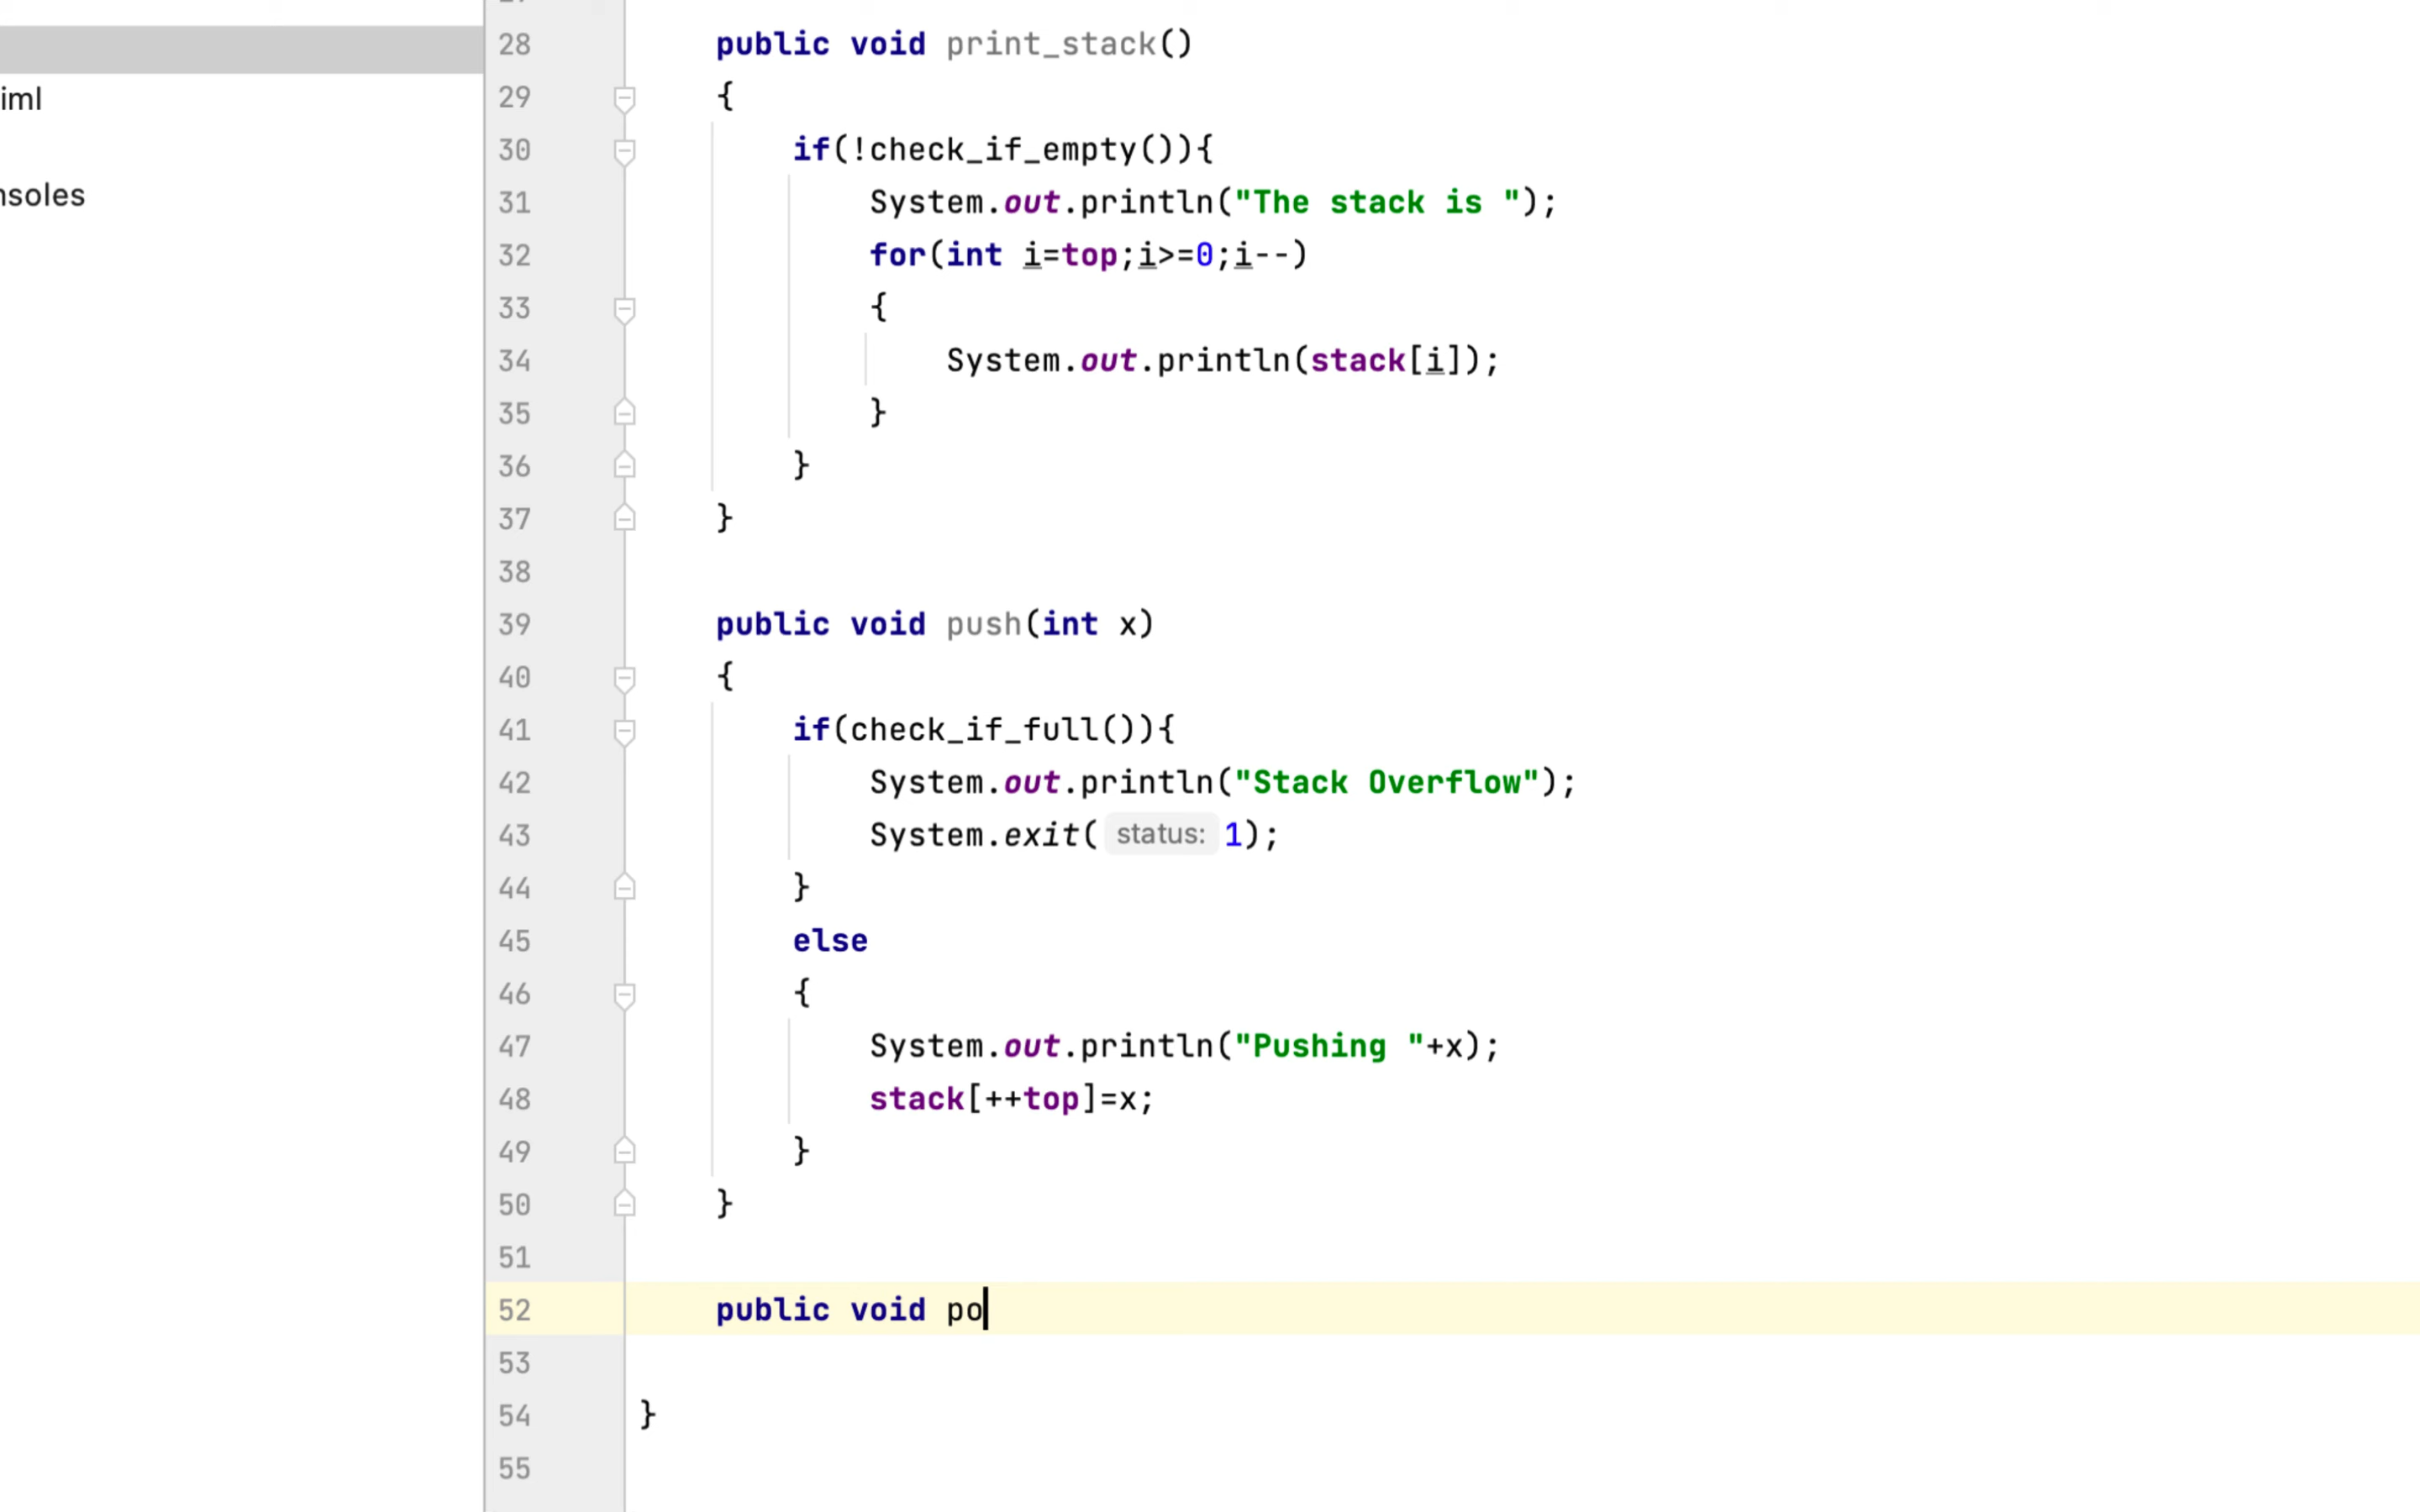 28 public void print_stack()
iml
29 {
30 if(!check_if_empty()){
nsoles
31 System.out.println("The stack is ");
32 for(int i=top;i>=0;i--)
33 {
34 System.out.println(stack[i]);
35 }
36 }
37 }
38
39 public void push(int x)
40 {
41 if(check_if_full()){
42 System.out.println("Stack Overflow");
43 System.exit( status: 1);
44 }
45 else
46 {
47 System.out.println("Pushing "+x);
48 stack[++top]=x;
49 }
50 }
51
52 public void po
53
54 }
55